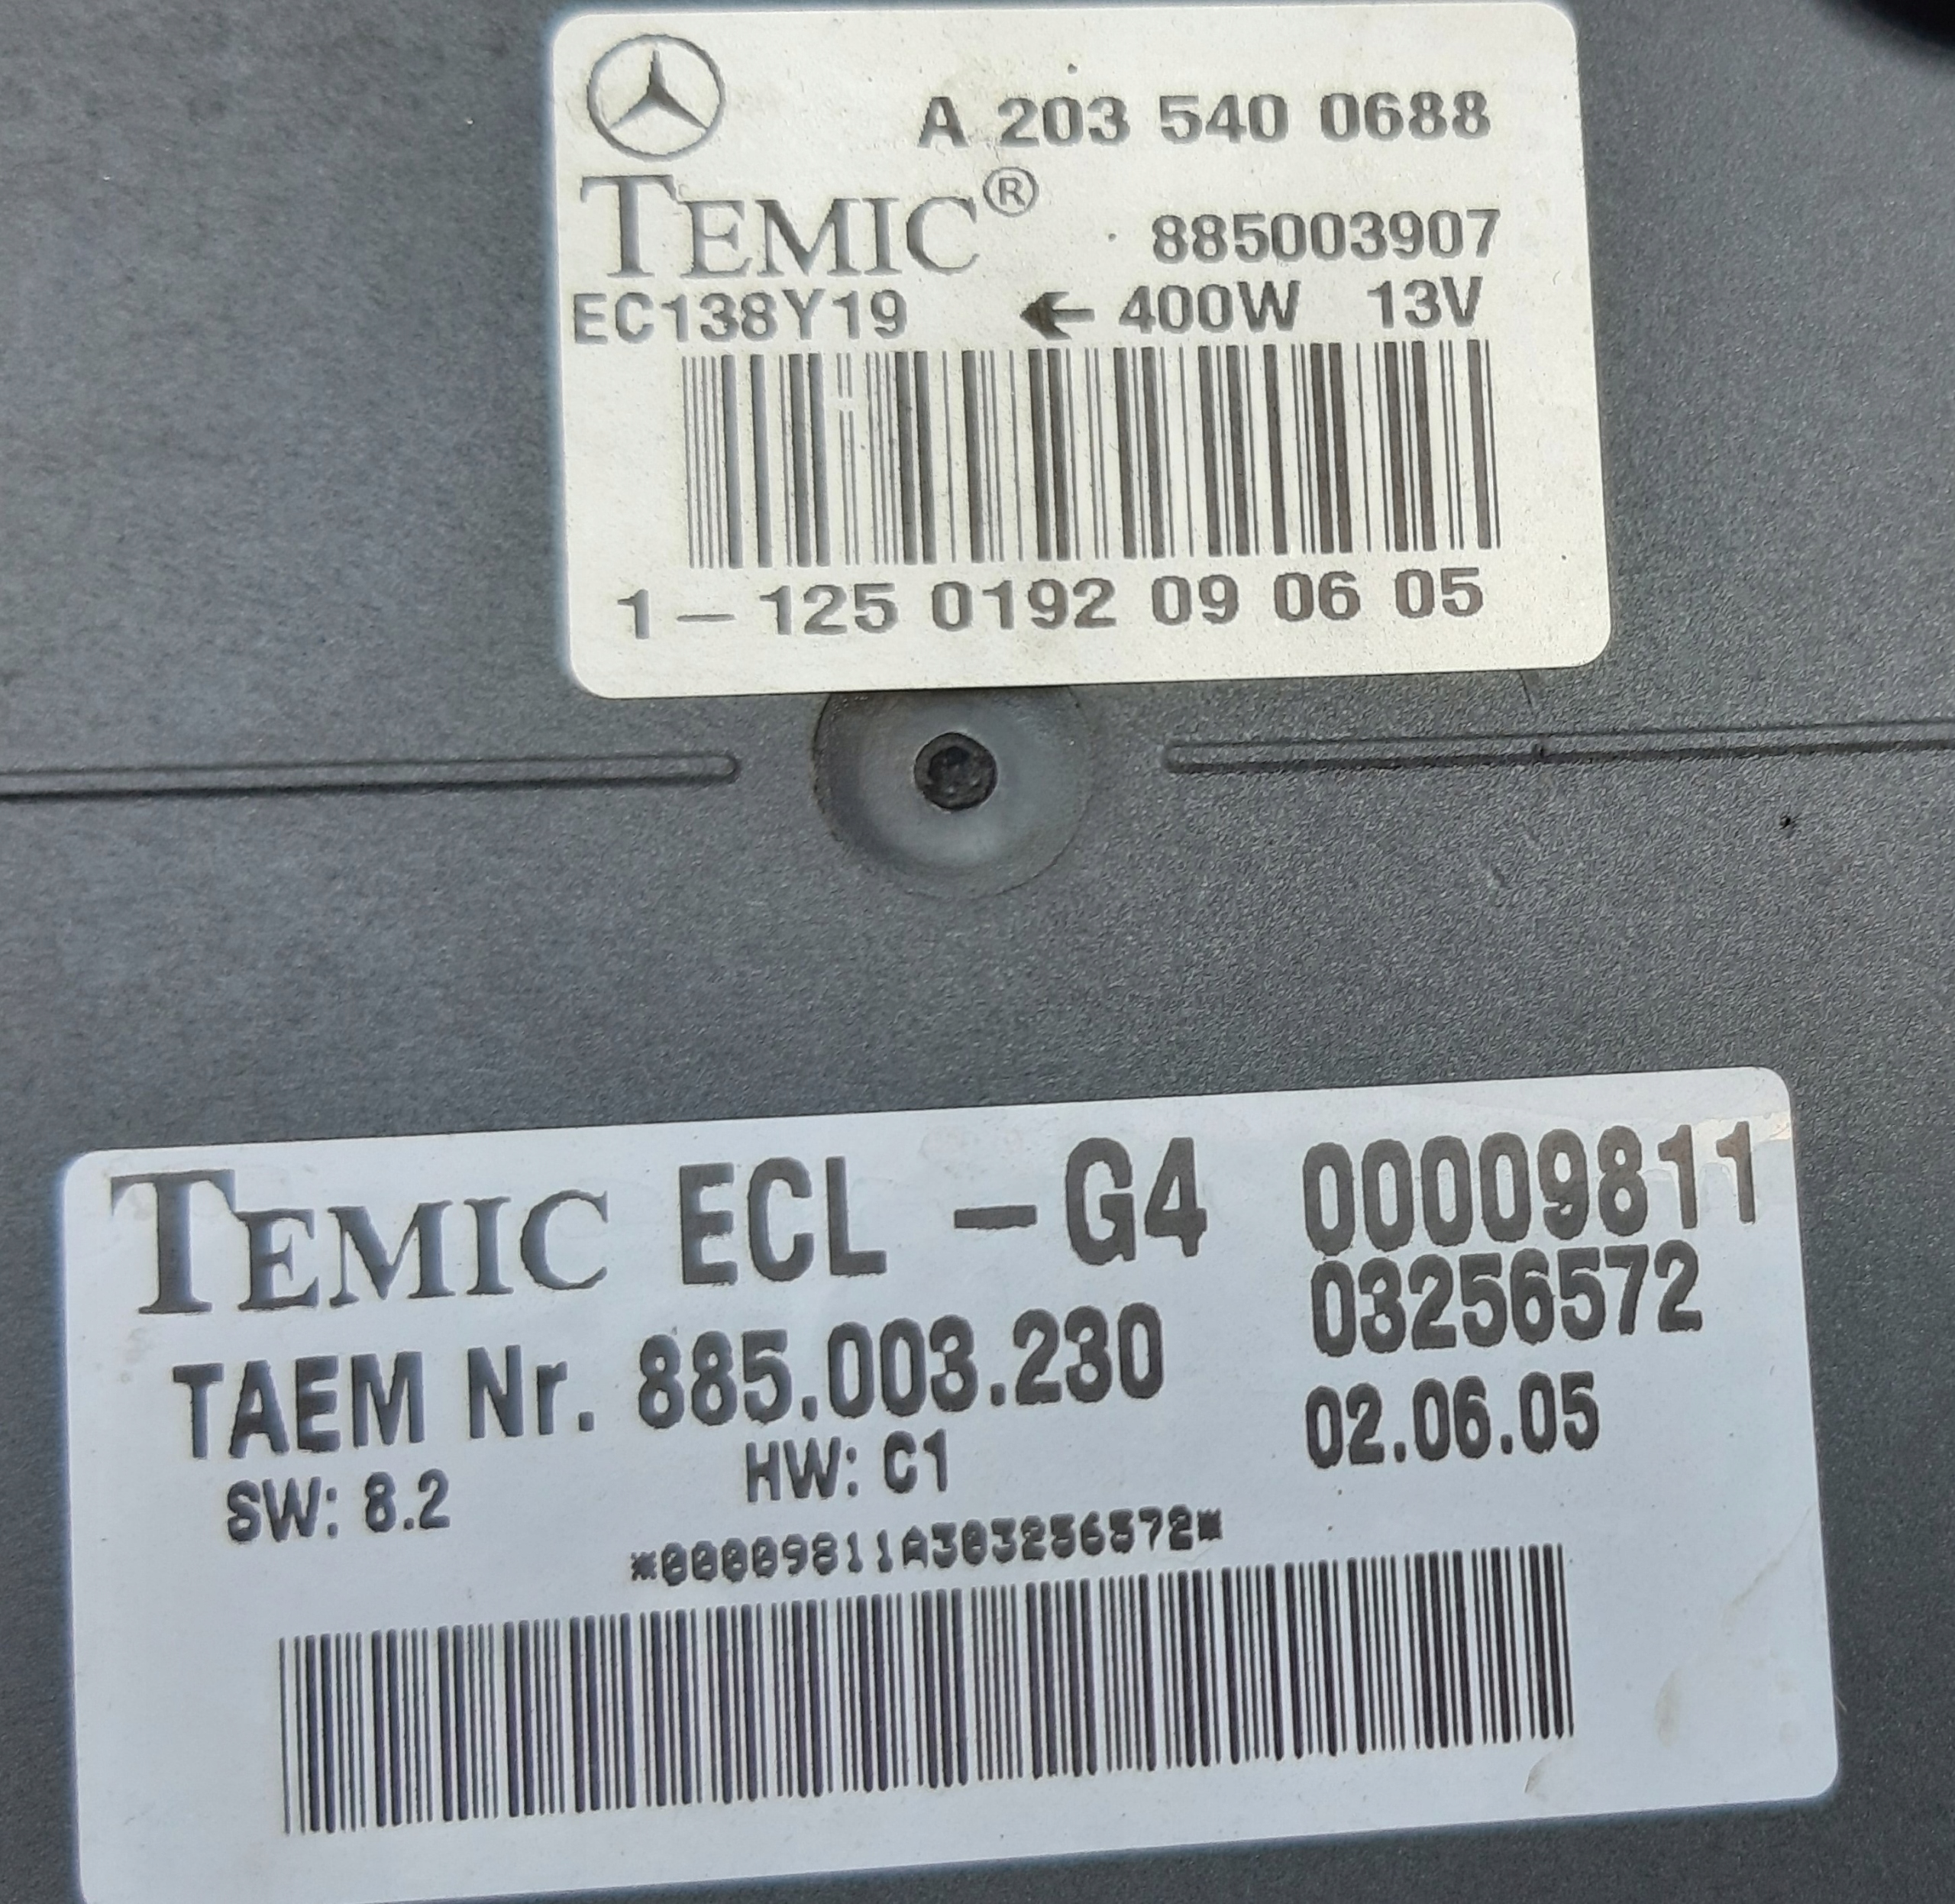 A 203 540 0688
TEMIC®
885003907
EC138Y19 ← 400W 13V
1 – 125 0192 09 06 05
TEMIC ECL –G4 00009811
03256572
TAEM Nr. 885.003.230
02.06.05
SW: 8.2 HW: C1
*00009811A303256572*